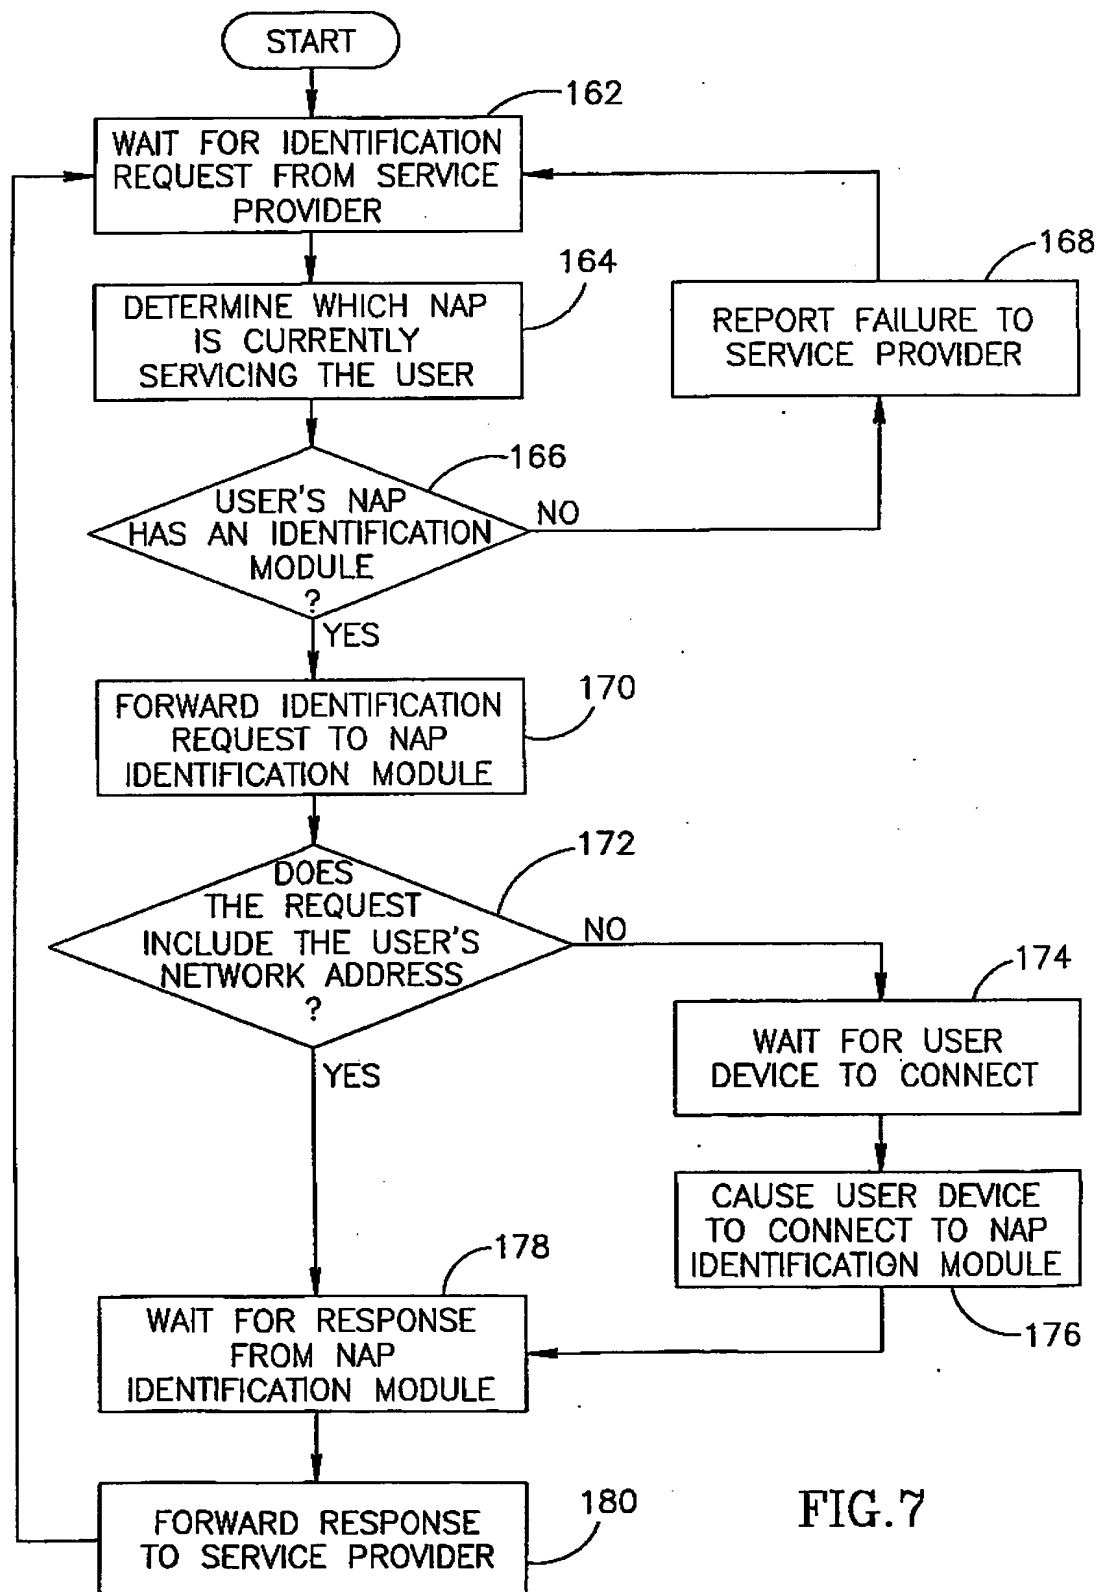 START
162
WAIT FOR IDENTIFICATION
REQUEST FROM SERVICE
PROVIDER
164
DETERMINE WHICH NAP
IS CURRENTLY
SERVICING THE USER
168
REPORT FAILURE TO
SERVICE PROVIDER
166
USER'S NAP
HAS AN IDENTIFICATION
MODULE
?
NO
YES
170
FORWARD IDENTIFICATION
REQUEST TO NAP
IDENTIFICATION MODULE
172
DOES
THE REQUEST
INCLUDE THE USER'S
NETWORK ADDRESS
?
NO
YES
174
WAIT FOR USER
DEVICE TO CONNECT
CAUSE USER DEVICE
TO CONNECT TO NAP
IDENTIFICATION MODULE
176
178
WAIT FOR RESPONSE
FROM NAP
IDENTIFICATION MODULE
180
FORWARD RESPONSE
TO SERVICE PROVIDER
FIG.7